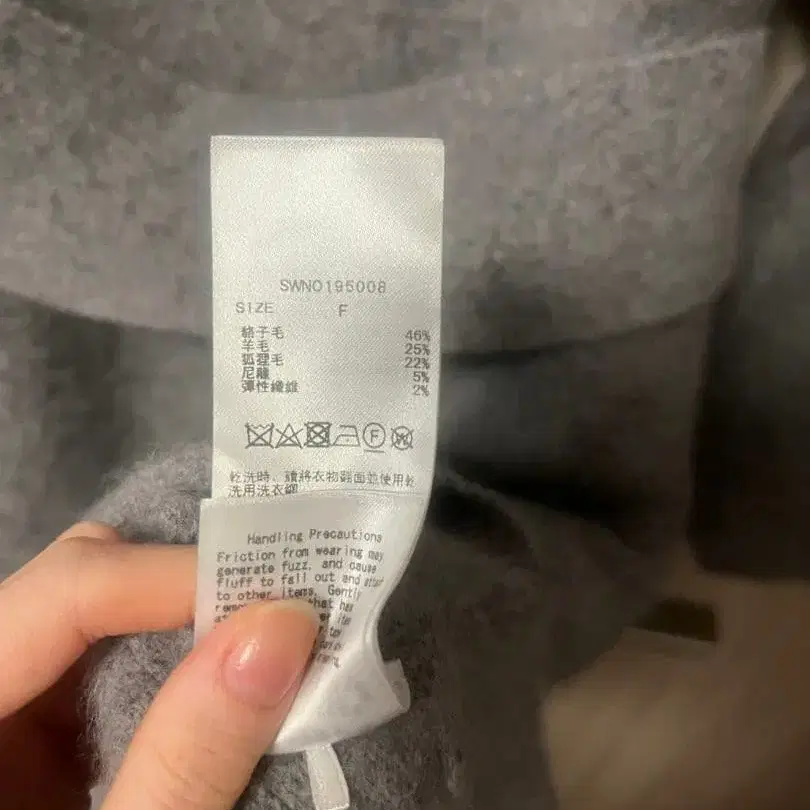 SWNO195008
SIZE F
貉子毛 46%
羊毛 25%
狐狸毛 22%
尼龍 5%
彈性纖維 2%
F W
乾洗時、請將衣物翻面並使用乾
洗用洗衣網
Handling Precautions
Friction from wearing may
generate fuzz, and cause
fluff to fall out and attach
to other items. Gently
that has